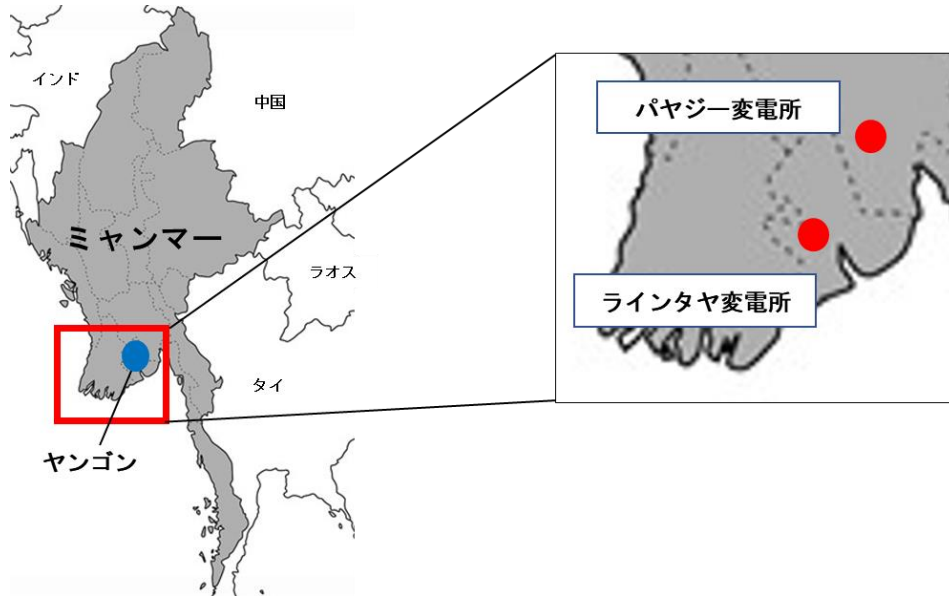 インド
中国
ミャンマー
ラオス
タイ
ヤンゴン
パヤジー変電所
ラインタヤ変電所